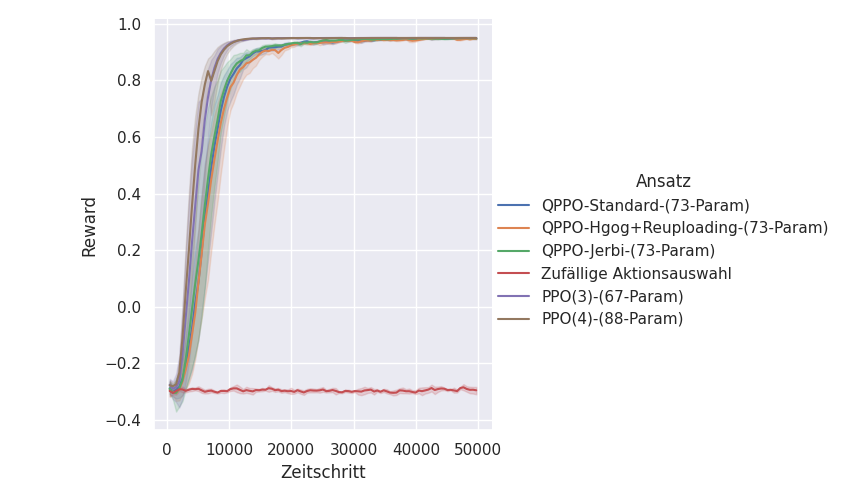 1.0
0.8
0.6
0.4
0.2
0.0
−0.2
−0.4
Reward
0 10000 20000 30000 40000 50000
Zeitschritt
Ansatz
QPPO-Standard-(73-Param)
QPPO-Hgog+Reuploading-(73-Param)
QPPO-Jerbi-(73-Param)
Zufällige Aktionsauswahl
PPO(3)-(67-Param)
PPO(4)-(88-Param)